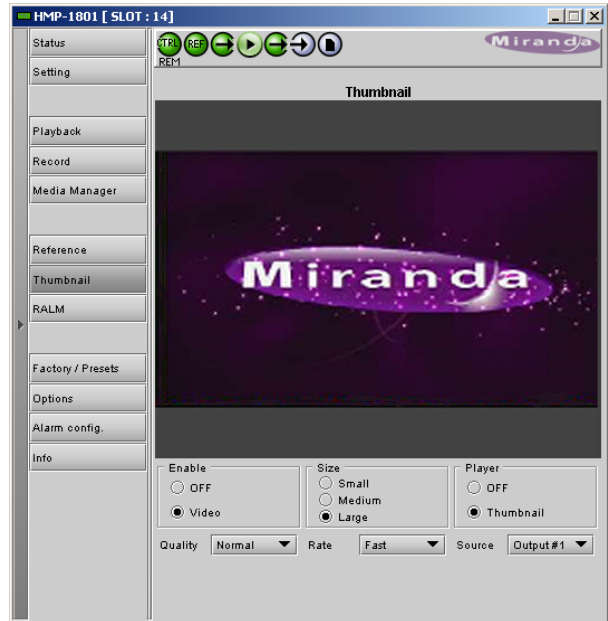 HMP-1801 [ SLOT : 14]
Status
Setting
Playback
Record
Media Manager
Reference
Thumbnail
RALM
Factory / Presets
Options
Alarm config.
Info
CTRL REF
REM
Miranda
Thumbnail
Miranda
Enable
OFF
Video
Size
Small
Medium
Large
Player
OFF
Thumbnail
Quality Normal Rate Fast Source Output #1